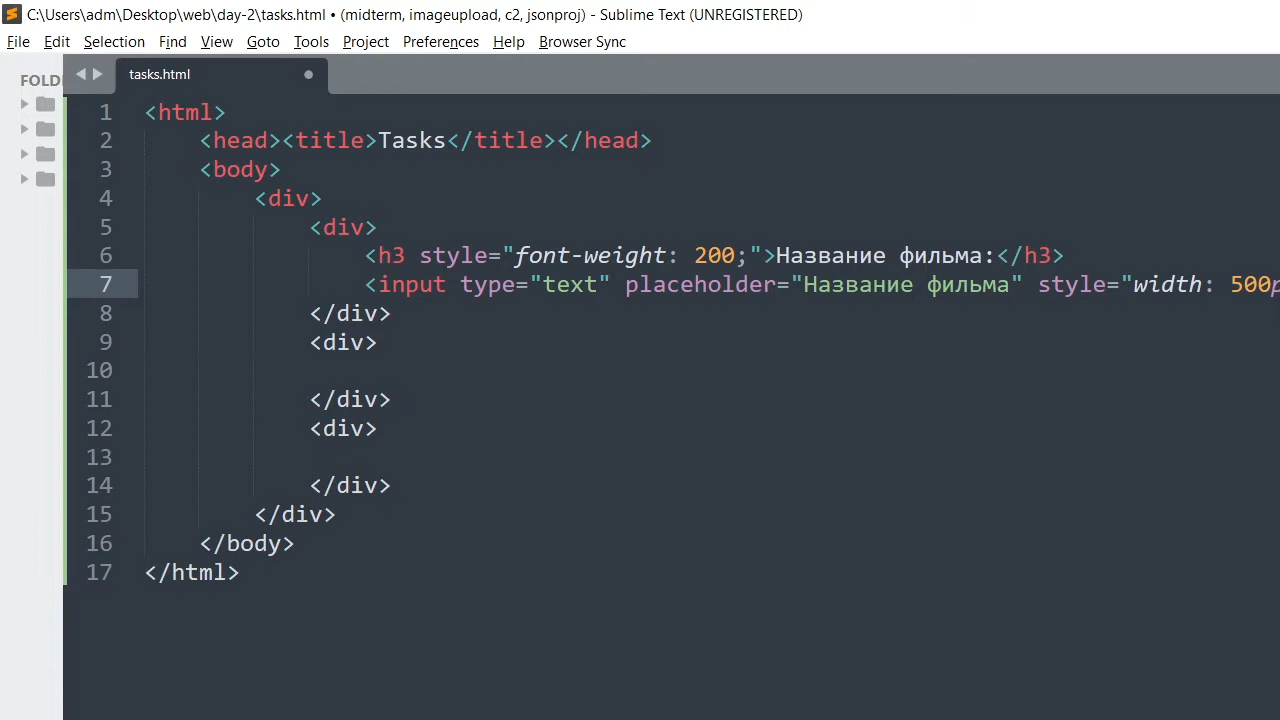 C:\Users\adm\Desktop\web\day-2\tasks.html • (midterm, imageupload, c2, jsonproj) - Sublime Text (UNREGISTERED)
File Edit Selection Find View Goto Tools Project Preferences Help Browser Sync
FOLD
tasks.html
1 <html>
2 <head><title>Tasks</title></head>
3 <body>
4 <div>
5 <div>
6 <h3 style="font-weight: 200;">Название фильма:</h3>
7 <input type="text" placeholder="Название фильма" style="width: 500p
8 </div>
9 <div>
10
11 </div>
12 <div>
13
14 </div>
15 </div>
16 </body>
17 </html>